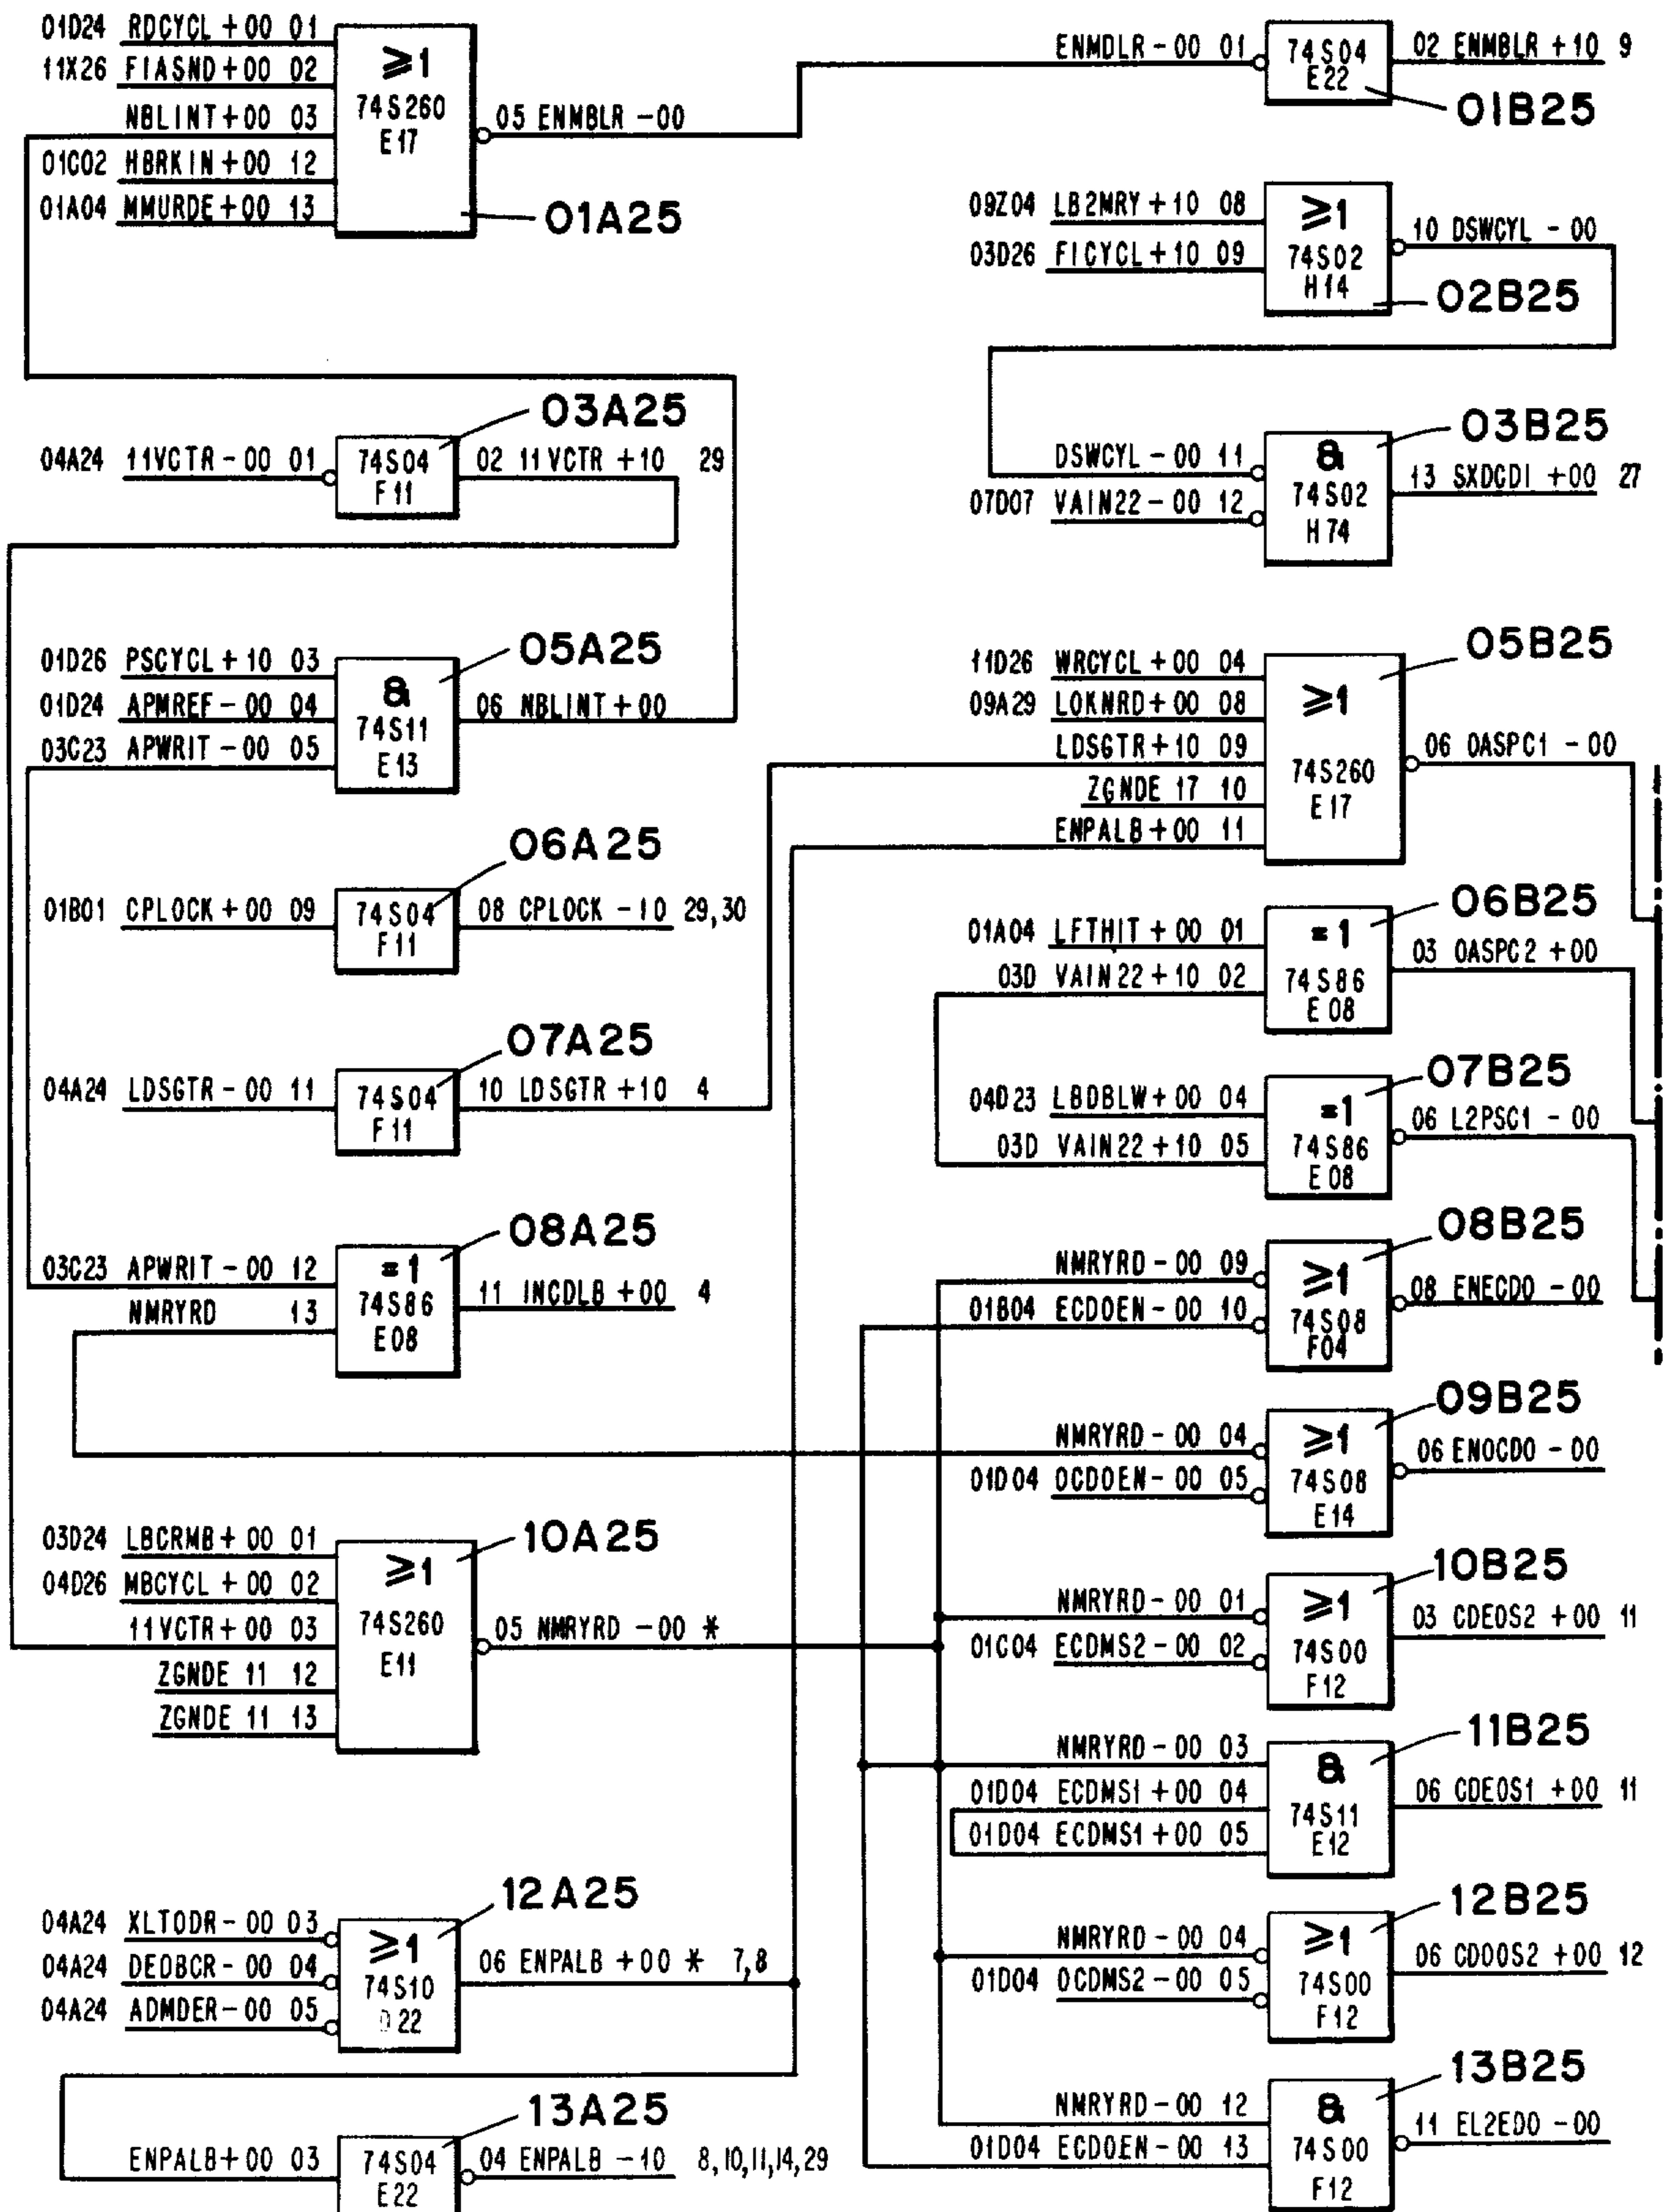 01D24 RDCYCL +00 01
11X26 FIASND +00 02
NBLINT +00 03
01C02 HBRKIN +00 12
01A04 MMURDE +00 13
≥1
74S260
E17
05 ENMBLR -00
01A25
ENMDLR -00 01
74S04
E22
02 ENMBLR +10 9
01B25
09Z04 LB2MRY +10 08
03D26 FICYCL +10 09
≥1
74S02
H14
10 DSWCYL -00
02B25
03A25
04A24 11VCTR -00 01
74S04
F11
02 11VCTR +10 29
03B25
DSWCYL -00 11
07D07 VAIN22 -00 12
&
74S02
H74
13 SXDCDI +00 27
05A25
01D26 PSCYCL +10 03
01D24 APMREF -00 04
03C23 APWRIT -00 05
&
74S11
E13
06 NBLINT +00
05B25
11D26 WRCYCL +00 04
09A29 LOKNRD +00 08
LDSGTR +10 09
ZGNDE 17 10
ENPALB +00 11
≥1
74S260
E17
06 OASPC1 -00
06A25
01B01 CPLOCK +00 09
74S04
F11
08 CPLOCK -10 29,30
06B25
01A04 LFTHIT +00 01
03D VAIN22 +10 02
=1
74S86
E08
03 OASPC2 +00
07A25
04A24 LDSGTR -00 11
74S04
F11
10 LDSGTR +10 4
07B25
04D23 LBDBLW +00 04
03D VAIN22 +10 05
=1
74S86
E08
06 L2PSC1 -00
08A25
03C23 APWRIT -00 12
NMRYRD 13
=1
74S86
E08
11 INCDLB +00 4
08B25
NMRYRD -00 09
01B04 ECDOEN -00 10
≥1
74S08
F04
08 ENECDO -00
09B25
NMRYRD -00 04
01D04 OCDOEN -00 05
≥1
74S08
E14
06 ENOCDO -00
10A25
03D24 LBCRMB +00 01
04D26 MBCYCL +00 02
11VCTR +00 03
ZGNDE 11 12
ZGNDE 11 13
≥1
74S260
E11
05 NMRYRD -00 *
10B25
NMRYRD -00 01
01C04 ECDMS2 -00 02
≥1
74S00
F12
03 CDEOS2 +00 11
11B25
NMRYRD -00 03
01D04 ECDMS1 +00 04
01D04 ECDMS1 +00 05
&
74S11
E12
06 CDEOS1 +00 11
12A25
04A24 XLTODR -00 03
04A24 DEOBCR -00 04
04A24 ADMDER -00 05
≥1
74S10
D22
06 ENPALB +00 * 7,8
12B25
NMRYRD -00 04
01D04 OCDMS2 -00 05
≥1
74S00
F12
06 CDOOS2 +00 12
13A25
ENPALB +00 03
74S04
E22
04 ENPALB -10 8,10,11,14,29
13B25
NMRYRD -00 12
01D04 ECDOEN -00 13
&
74S00
F12
11 EL2EDO -00